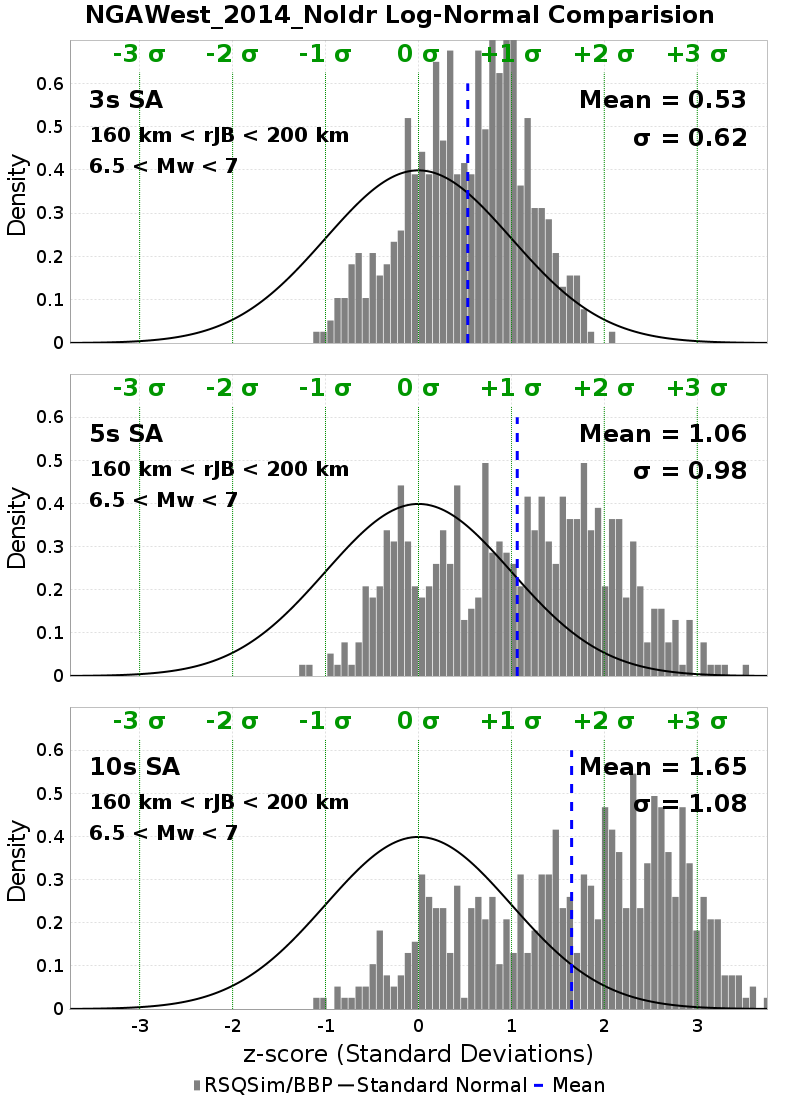 NGAWest_2014_NoIdr Log-Normal Comparision
-3 σ -2 σ -1 σ 0 σ +1 σ +2 σ +3 σ
3s SA
Mean = 0.53
160 km < rJB < 200 km
σ = 0.62
6.5 < Mw < 7
Density
0.6
0.5
0.4
0.3
0.2
0.1
0
-3 σ -2 σ -1 σ 0 σ +1 σ +2 σ +3 σ
5s SA
Mean = 1.06
160 km < rJB < 200 km
σ = 0.98
6.5 < Mw < 7
Density
0.6
0.5
0.4
0.3
0.2
0.1
0
-3 σ -2 σ -1 σ 0 σ +1 σ +2 σ +3 σ
10s SA
Mean = 1.65
160 km < rJB < 200 km
σ = 1.08
6.5 < Mw < 7
Density
0.6
0.5
0.4
0.3
0.2
0.1
0
-3 -2 -1 0 1 2 3
z-score (Standard Deviations)
RSQSim/BBP Standard Normal Mean